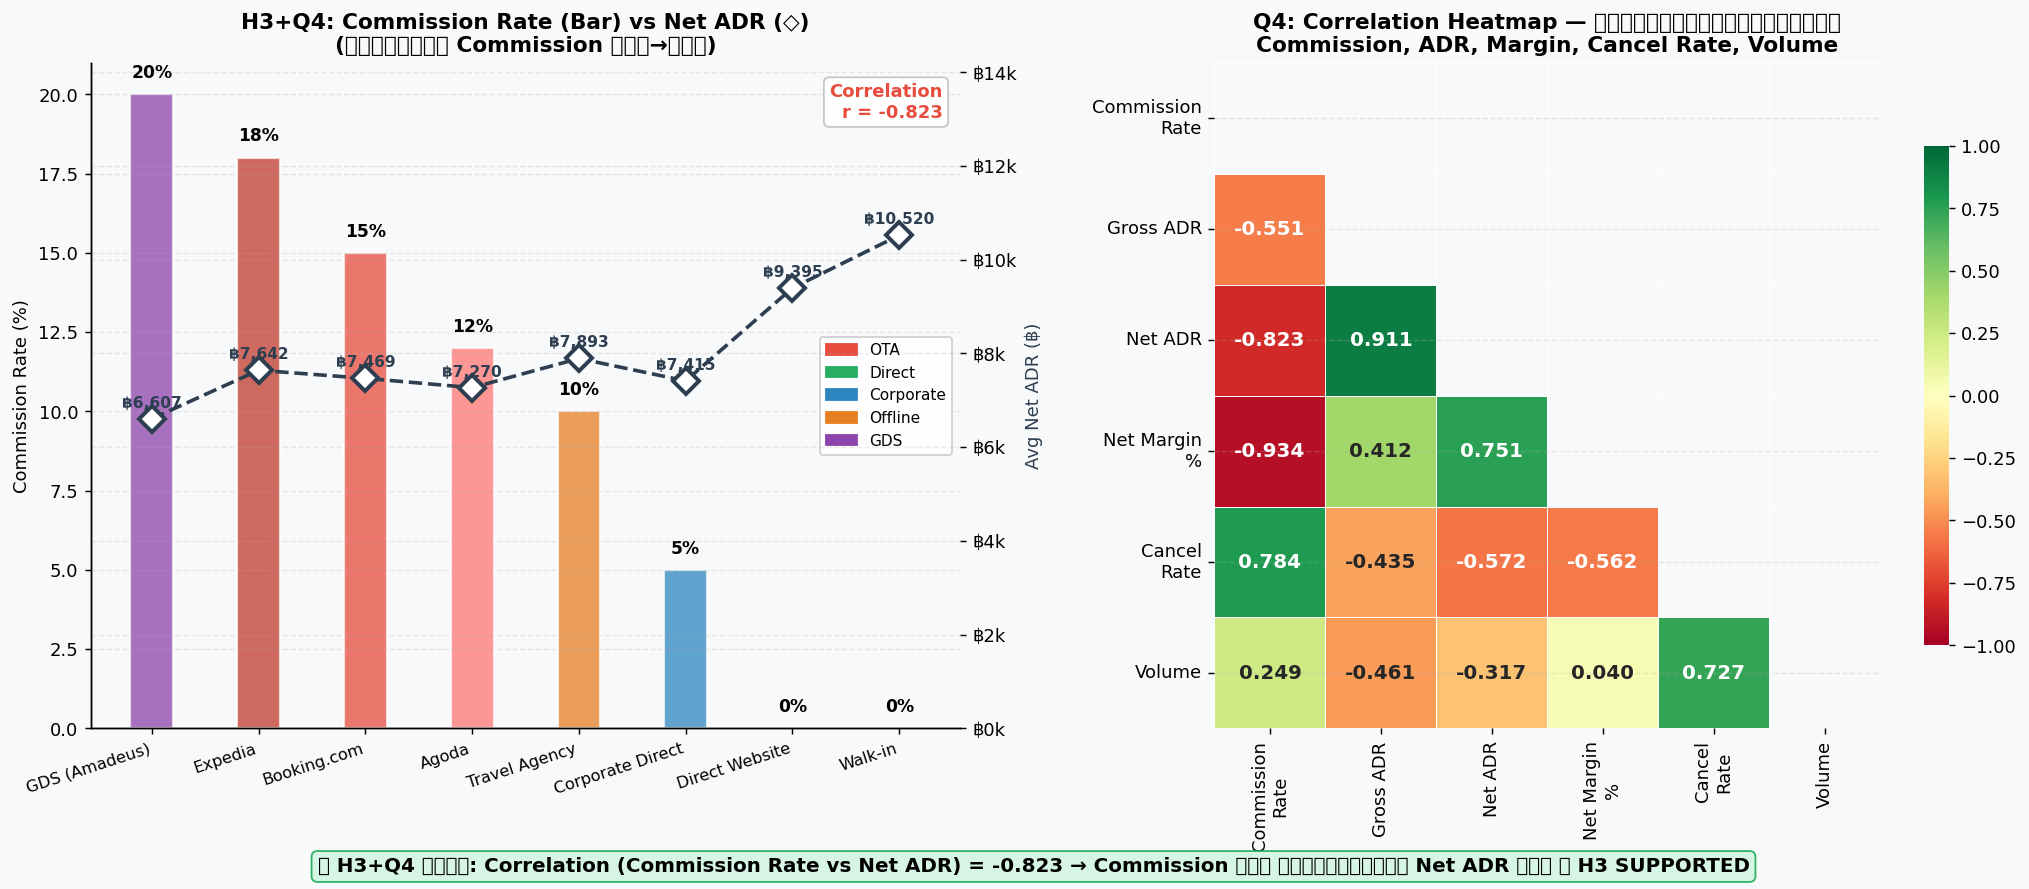 H3+Q4: Commission Rate (Bar) vs Net ADR (◇)
( Commission → )
Correlation
r = -0.823
20%
18%
15%
12%
10%
5%
0%
0%
฿6,607
฿7,642
฿7,469
฿7,270
฿7,893
฿7,415
฿9,395
฿10,520
Commission Rate (%)
20.0
17.5
15.0
12.5
10.0
7.5
5.0
2.5
0.0
฿14k
฿12k
฿10k
฿8k
฿6k
฿4k
฿2k
฿0k
Avg Net ADR (฿)
OTA
Direct
Corporate
Offline
GDS
GDS (Amadeus)
Expedia
Booking.com
Agoda
Travel Agency
Corporate Direct
Direct Website
Walk-in
Q4: Correlation Heatmap —
Commission, ADR, Margin, Cancel Rate, Volume
Commission
Rate
Gross ADR
-0.551
Net ADR
-0.823 0.911
Net Margin
%
-0.934 0.412 0.751
Cancel
Rate
0.784 -0.435 -0.572 -0.562
Volume
0.249 -0.461 -0.317 0.040 0.727
Commission
Rate
Gross ADR
Net ADR
Net Margin
%
Cancel
Rate
Volume
1.00
0.75
0.50
0.25
0.00
−0.25
−0.50
−0.75
−1.00
H3+Q4 : Correlation (Commission Rate vs Net ADR) = -0.823 → Commission Net ADR H3 SUPPORTED